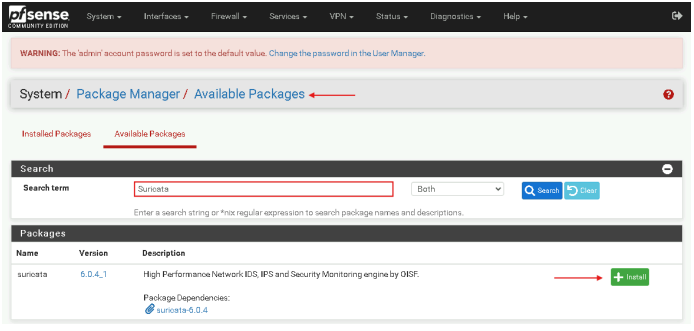 pfsense
COMMUNITY EDITION
System Interfaces Firewall Services VPN Status Diagnostics Help
WARNING: The 'admin' account password is set to the default value. Change the password in the User Manager.
System / Package Manager / Available Packages
Installed Packages Available Packages
Search
Search term Suricata Both Search Clear
Enter a search string or *nix regular expression to search package names and descriptions.
Packages
Name Version Description
suricata 6.0.4_1 High Performance Network IDS, IPS and Security Monitoring engine by OISF. Install
Package Dependencies:
suricata-6.0.4